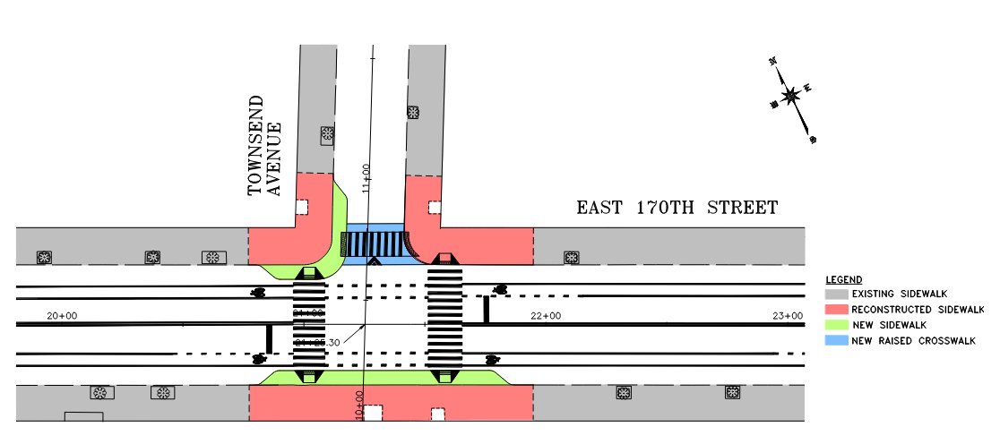 N
E
W
S
TOWNSEND
AVENUE
11+00
EAST 170TH STREET
LEGEND
EXISTING SIDEWALK
RECONSTRUCTED SIDEWALK
NEW SIDEWALK
NEW RAISED CROSSWALK
20+00
21+00
22+00
23+00
21+25.30
10+00